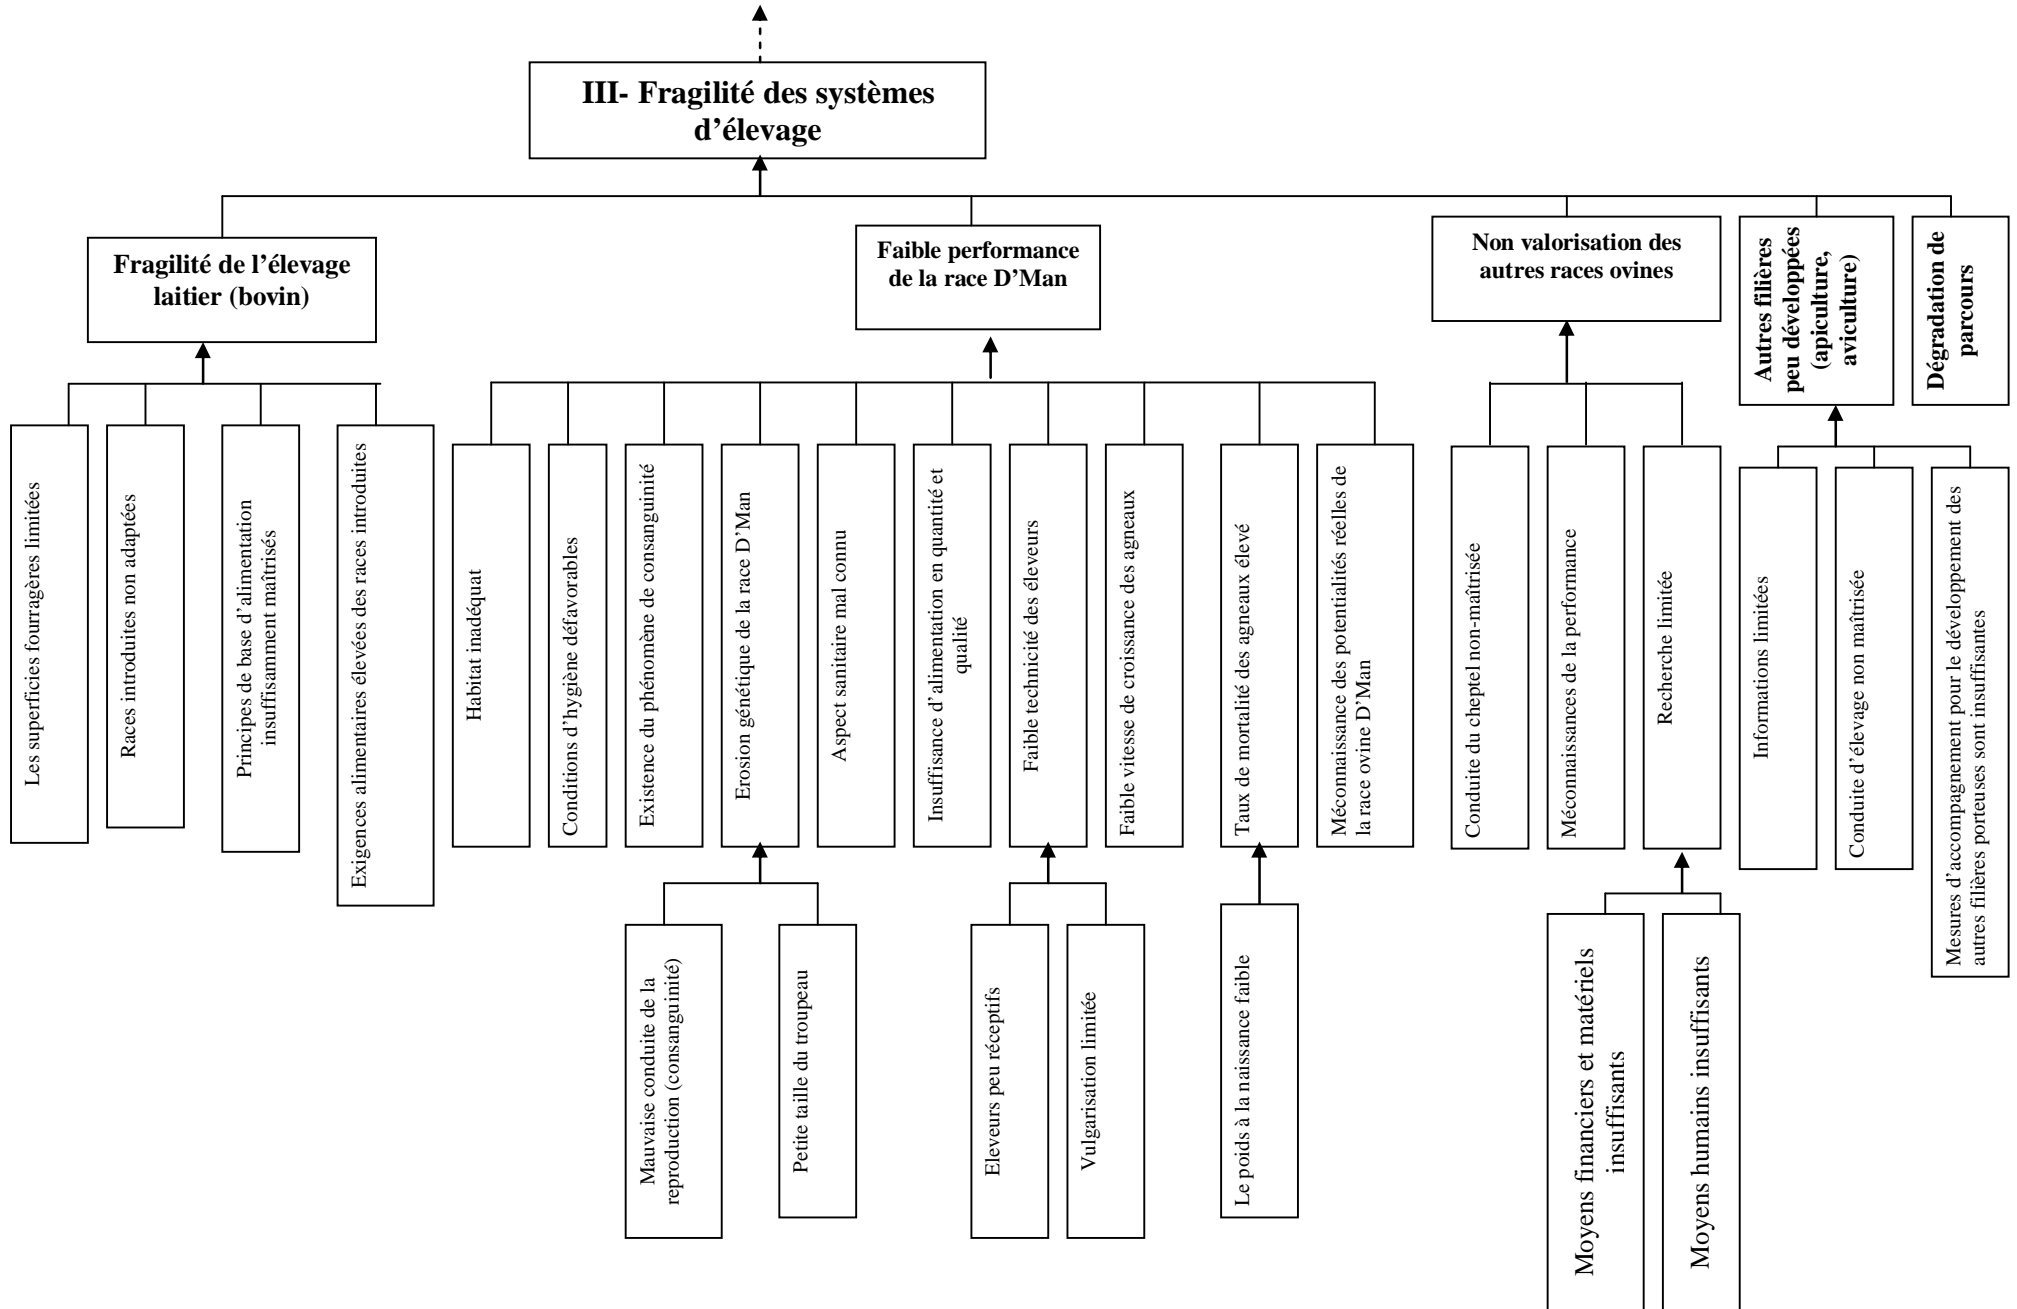 III- Fragilité des systèmes
d’élevage
Fragilité de l’élevage
laitier (bovin)
Faible performance
de la race D’Man
Non valorisation des
autres races ovines
Autres filières
peu développées
(apiculture,
aviculture)
Dégradation de
parcours
Les superficies fourragères limitées
Races introduites non adaptées
Principes de base d’alimentation
insuffisamment maîtrisés
Exigences alimentaires élevées des races introduites
Habitat inadéquat
Conditions d’hygiène défavorables
Existence du phénomène de consanguinité
Erosion génétique de la race D’Man
Aspect sanitaire mal connu
Insuffisance d’alimentation en quantité et
qualité
Faible technicité des éleveurs
Faible vitesse de croissance des agneaux
Taux de mortalité des agneaux élevé
Méconnaissance des potentialités réelles de
la race ovine D’Man
Conduite du cheptel non-maîtrisée
Méconnaissances de la performance
Recherche limitée
Informations limitées
Conduite d’élevage non maîtrisée
Mesures d’accompagnement pour le développement des
autres filières porteuses sont insuffisantes
Mauvaise conduite de la
reproduction (consanguinité)
Petite taille du troupeau
Eleveurs peu réceptifs
Vulgarisation limitée
Le poids à la naissance faible
Moyens financiers et matériels
insuffisants
Moyens humains insuffisants